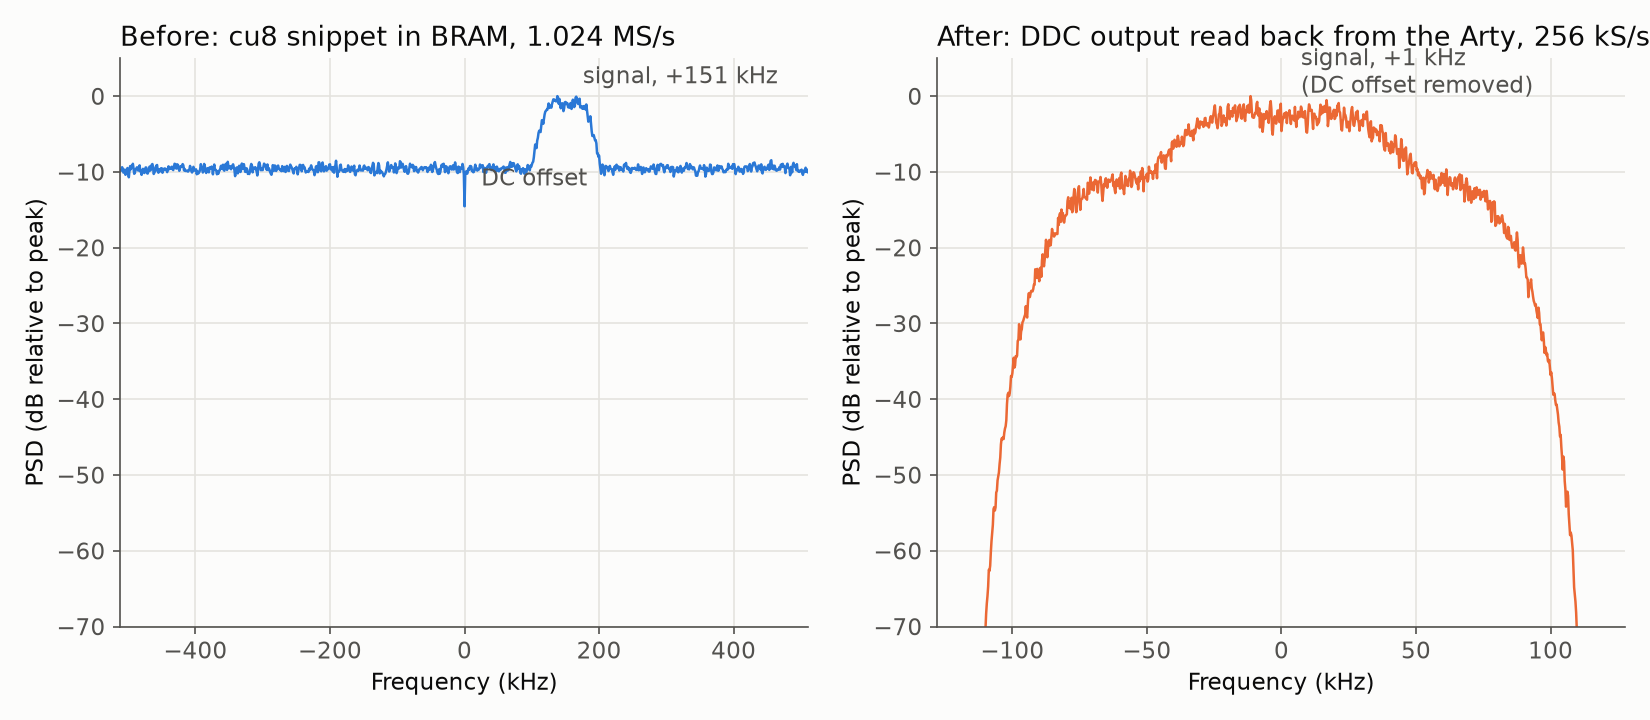 Before: cu8 snippet in BRAM, 1.024 MS/s
signal, +151 kHz
DC offset
0
−10
−20
−30
−40
−50
−60
−70
PSD (dB relative to peak)
−400
−200
0
200
400
Frequency (kHz)
After: DDC output read back from the Arty, 256 kS/s
signal, +1 kHz
(DC offset removed)
0
−10
−20
−30
−40
−50
−60
−70
PSD (dB relative to peak)
−100
−50
0
50
100
Frequency (kHz)